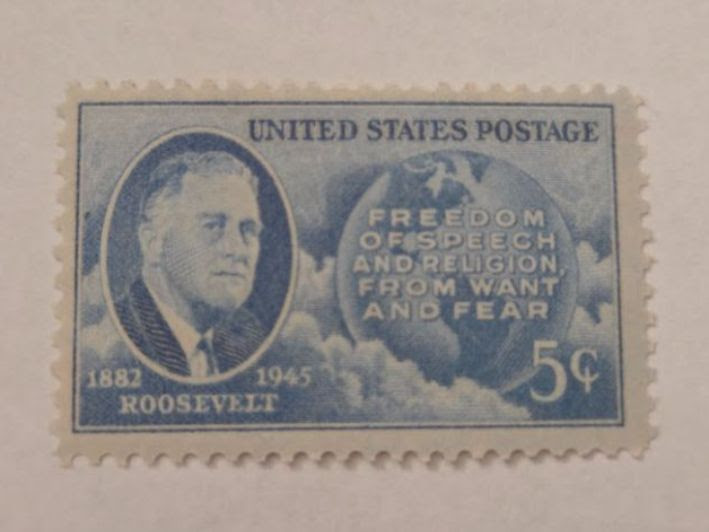 UNITED STATES POSTAGE
FREEDOM
OF SPEECH
AND RELIGION,
FROM WANT
AND FEAR
5¢
1882 1945
ROOSEVELT